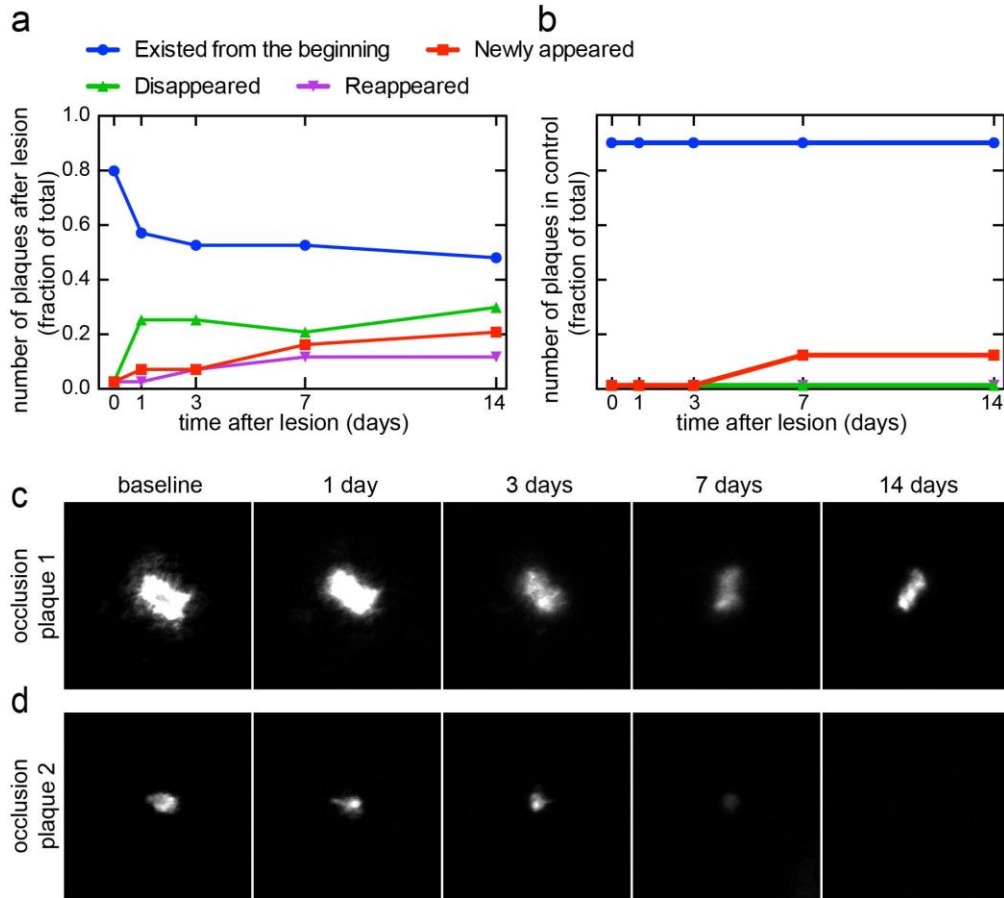 a
b
Existed from the beginning
Newly appeared
Disappeared
Reappeared
number of plaques after lesion
(fraction of total)
1.0
0.8
0.6
0.4
0.2
0.0
0 1 3 7 14
time after lesion (days)
number of plaques in control
(fraction of total)
0 1 3 7 14
time after lesion (days)
c
baseline
1 day
3 days
7 days
14 days
occlusion
plaque 1
d
occlusion
plaque 2